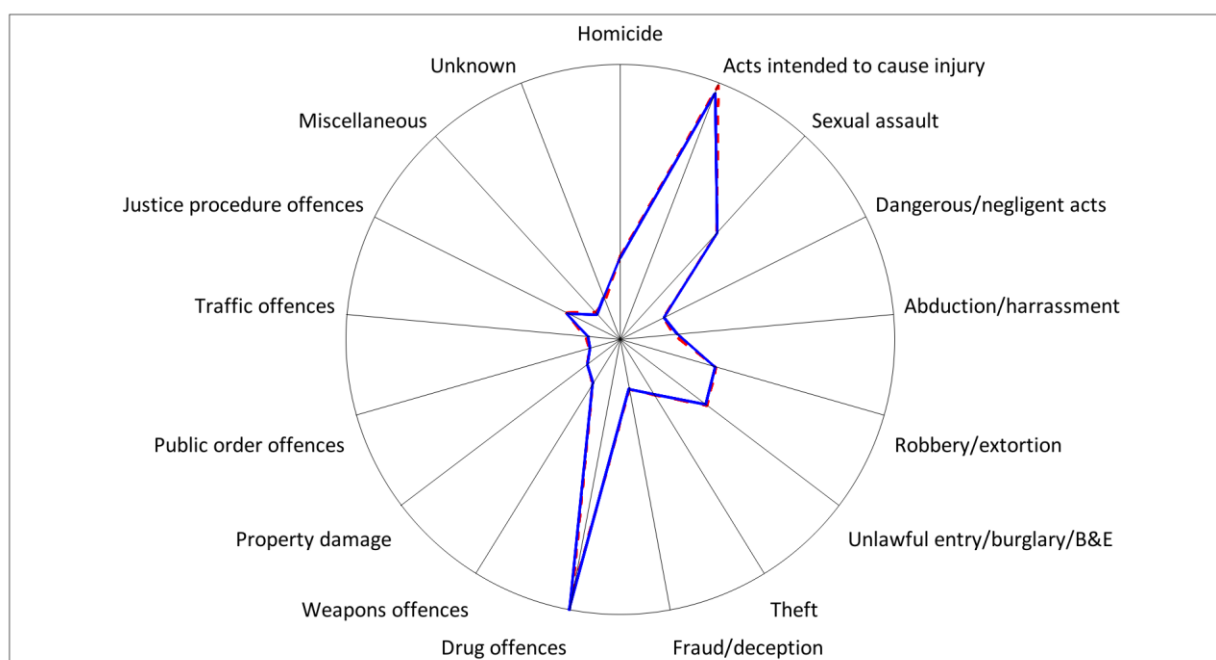 Homicide
Unknown
Acts intended to cause injury
Miscellaneous
Sexual assault
Justice procedure offences
Dangerous/negligent acts
Traffic offences
Abduction/harrassment
Public order offences
Robbery/extortion
Property damage
Unlawful entry/burglary/B&E
Weapons offences
Theft
Drug offences
Fraud/deception